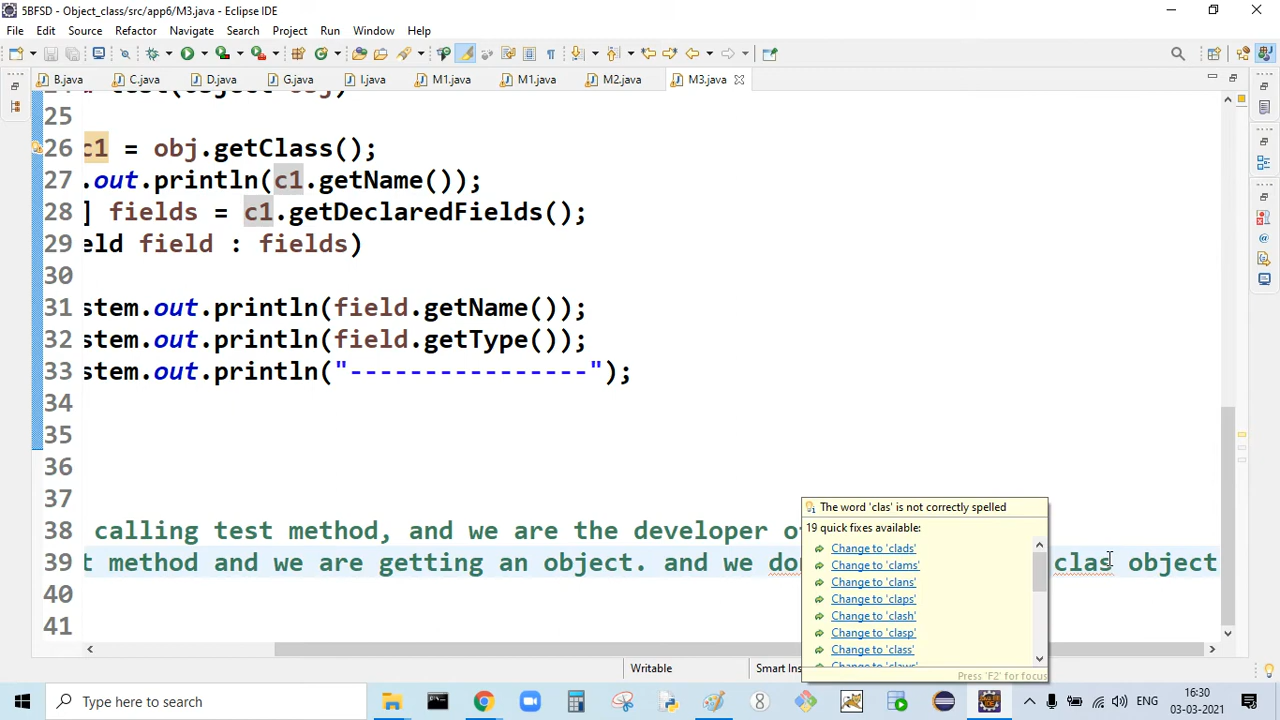 5BFSD - Object_class/src/app6/M3.java - Eclipse IDE
File Edit Source Refactor Navigate Search Project Run Window Help
B.java C.java D.java G.java I.java M1.java M1.java M2.java M3.java
25
26 c1 = obj.getClass();
27 .out.println(c1.getName());
28 ] fields = c1.getDeclaredFields();
29 eld field : fields)
30
31 stem.out.println(field.getName());
32 stem.out.println(field.getType());
33 stem.out.println("----------------");
34
35
36
37
38 calling test method, and we are the developer o
39 t method and we are getting an object. and we do clas object
40
41
The word 'clas' is not correctly spelled
19 quick fixes available:
Change to 'clads'
Change to 'clams'
Change to 'clans'
Change to 'claps'
Change to 'clash'
Change to 'clasp'
Change to 'class'
Change to 'claws'
Press 'F2' for focus
Writable Smart Ins
Type here to search
ENG
6:30
03-03-2021